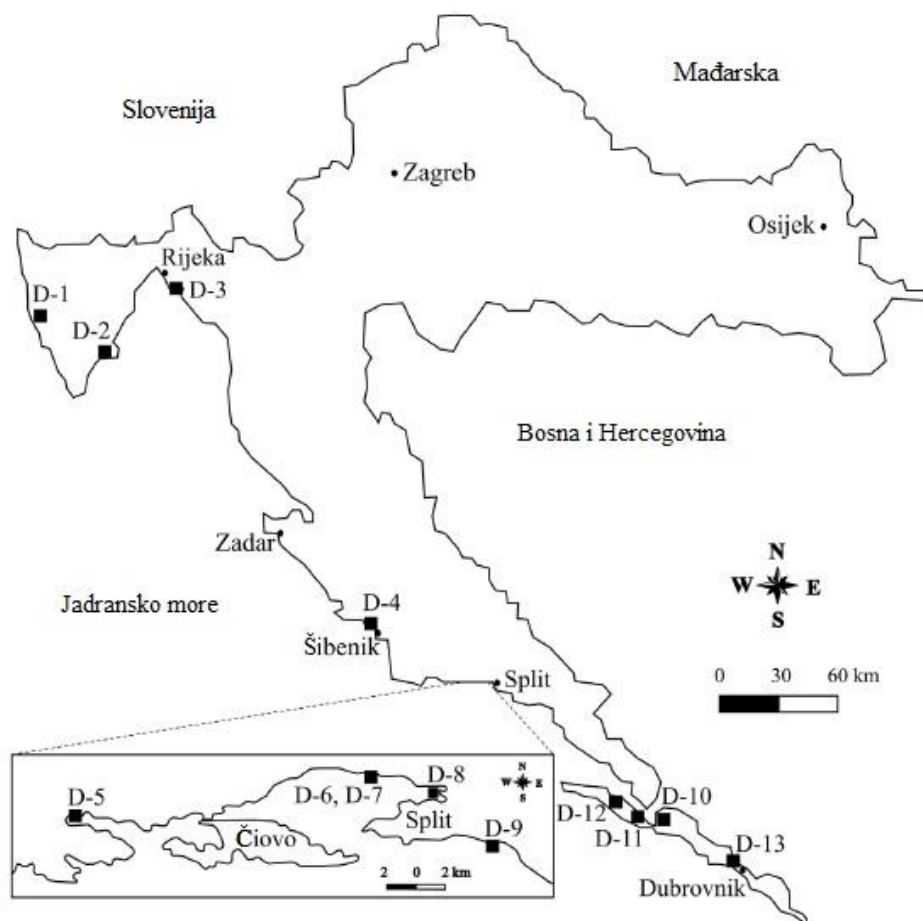 Mađarska
Slovenija
Zagreb
Osijek
Rijeka
D-1
D-3
D-2
Bosna i Hercegovina
Zadar
N
W E
S
Jadransko more
D-4
Šibenik
Split
0 30 60 km
N
W E
S
D-5
D-6, D-7
D-8
Split
Čiovo
D-9
2 0 2 km
D-12
D-10
D-11
D-13
Dubrovnik